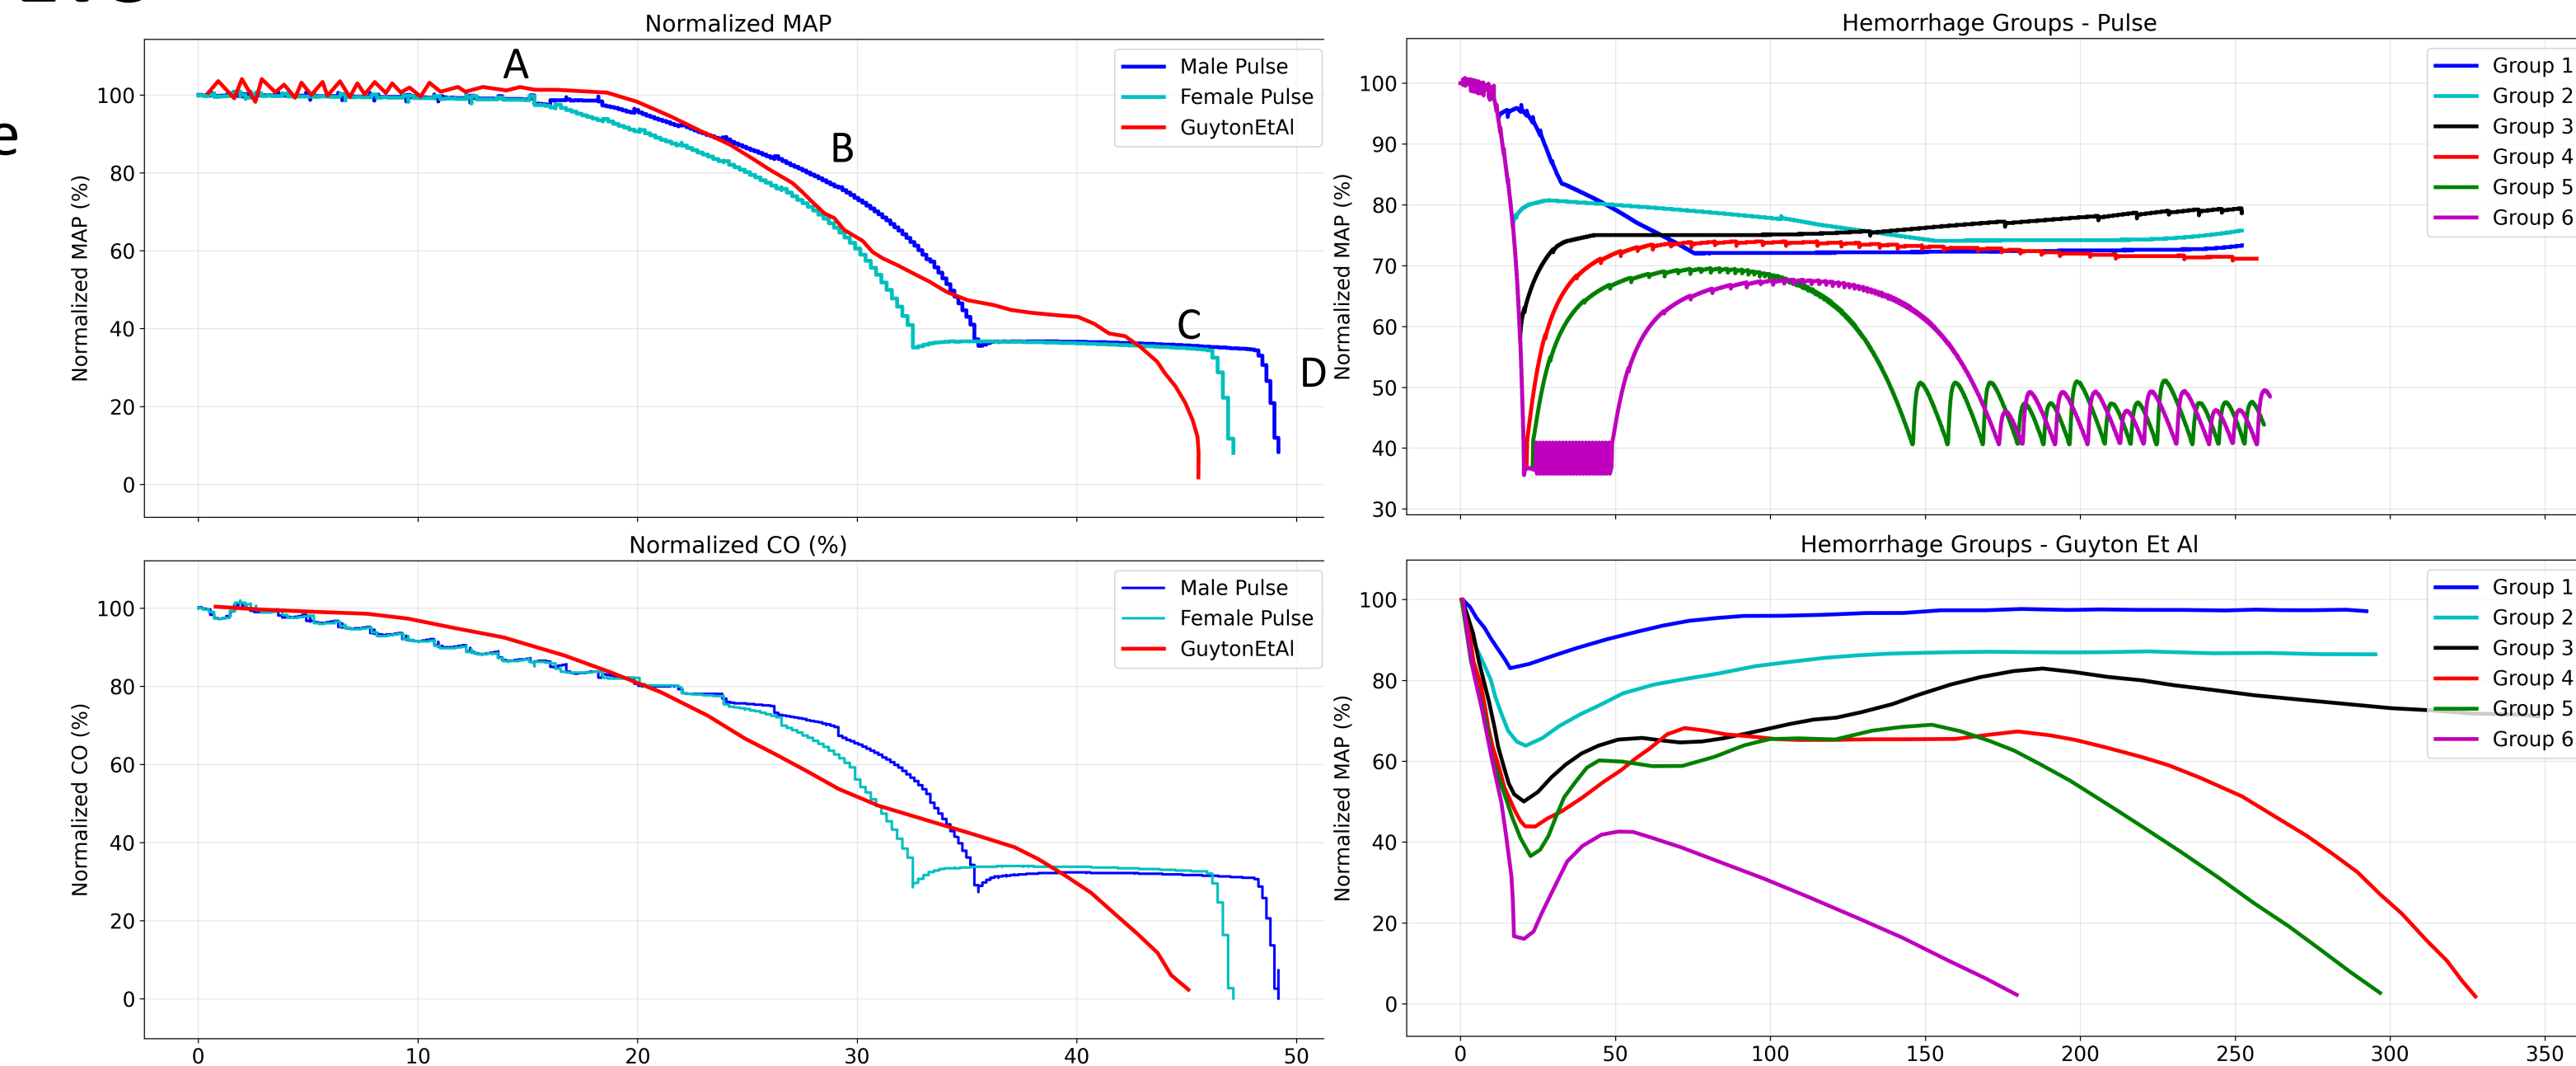 e
Normalized MAP
Normalized MAP (%)
100
80
60
40
20
0
A
B
C
D
Male Pulse
Female Pulse
GuytonEtAl
Hemorrhage Groups - Pulse
Normalized MAP (%)
100
90
80
70
60
50
40
30
Group 1
Group 2
Group 3
Group 4
Group 5
Group 6
Normalized CO (%)
Normalized CO (%)
100
80
60
40
20
0
Male Pulse
Female Pulse
GuytonEtAl
0 10 20 30 40 50
Hemorrhage Groups - Guyton Et Al
Normalized MAP (%)
100
80
60
40
20
0
Group 1
Group 2
Group 3
Group 4
Group 5
Group 6
0 50 100 150 200 250 300 350